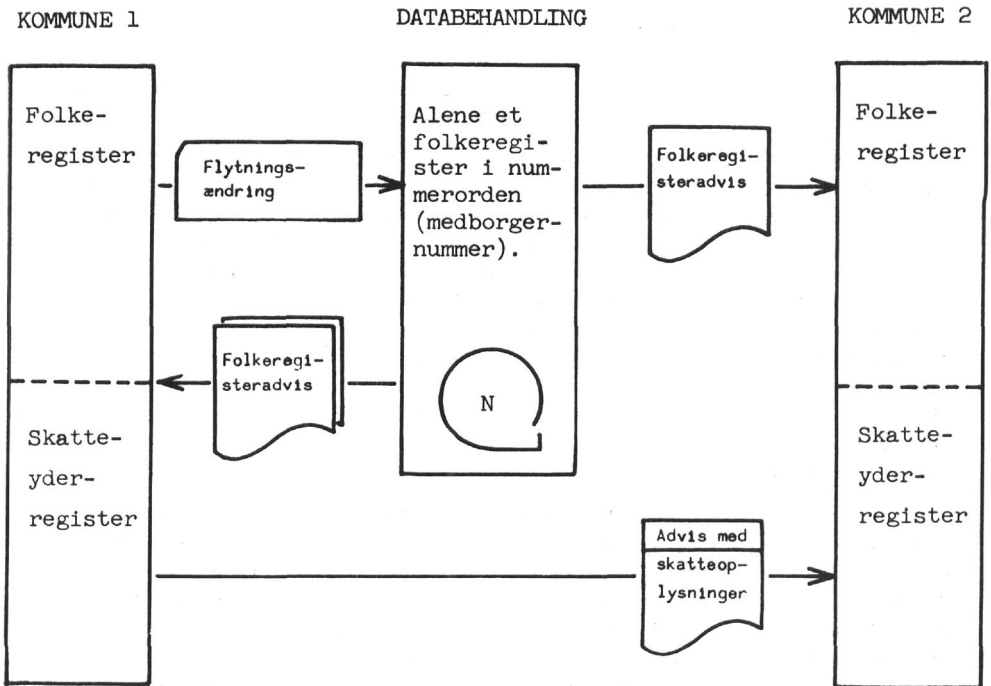 KOMMUNE 1
DATABEHANDLING
KOMMUNE 2
Folke-
register
Flytnings-
ændring
Alene et
folkeregi-
ster i num-
merorden
(medborger-
nummer).
Folkeregi-
steradvis
Folke-
register
Folkeregi-
steradvis
N
Skatte-
yder-
register
Advis med
skatteop-
lysninger
Skatte-
yder-
register